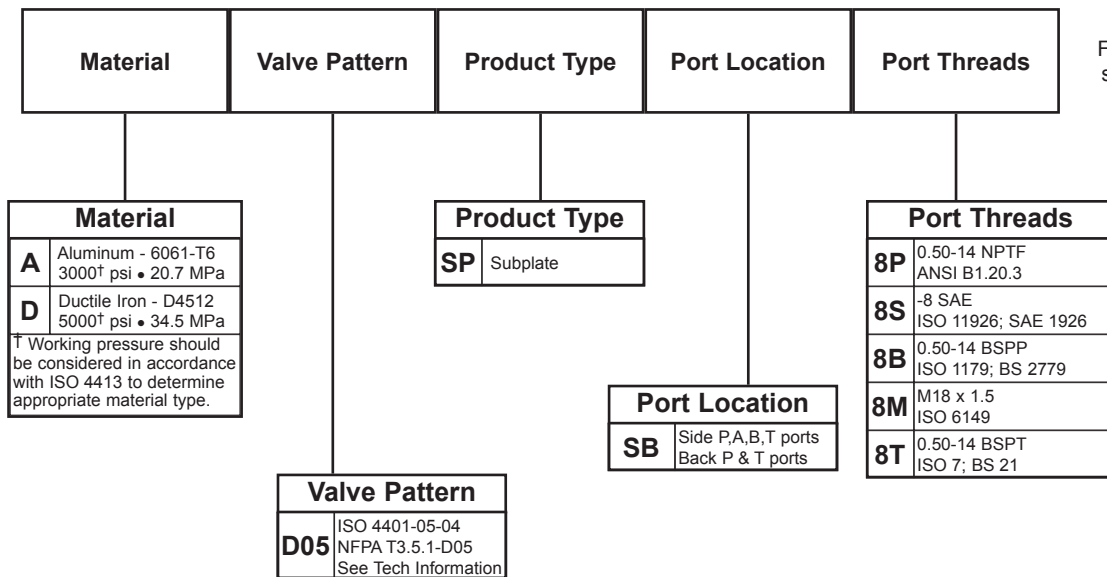 Material
Valve Pattern
Product Type
Port Location
Port Threads
Material
A
Aluminum - 6061-T6
3000† psi • 20.7 MPa
D
Ductile Iron - D4512
5000† psi • 34.5 MPa
† Working pressure should
be considered in accordance
with ISO 4413 to determine
appropriate material type.
Product Type
SP
Subplate
Port Threads
8P
0.50-14 NPTF
ANSI B1.20.3
8S
-8 SAE
ISO 11926; SAE 1926
8B
0.50-14 BSPP
ISO 1179; BS 2779
8M
M18 x 1.5
ISO 6149
8T
0.50-14 BSPT
ISO 7; BS 21
Port Location
SB
Side P,A,B,T ports
Back P & T ports
Valve Pattern
D05
ISO 4401-05-04
NFPA T3.5.1-D05
See Tech Information